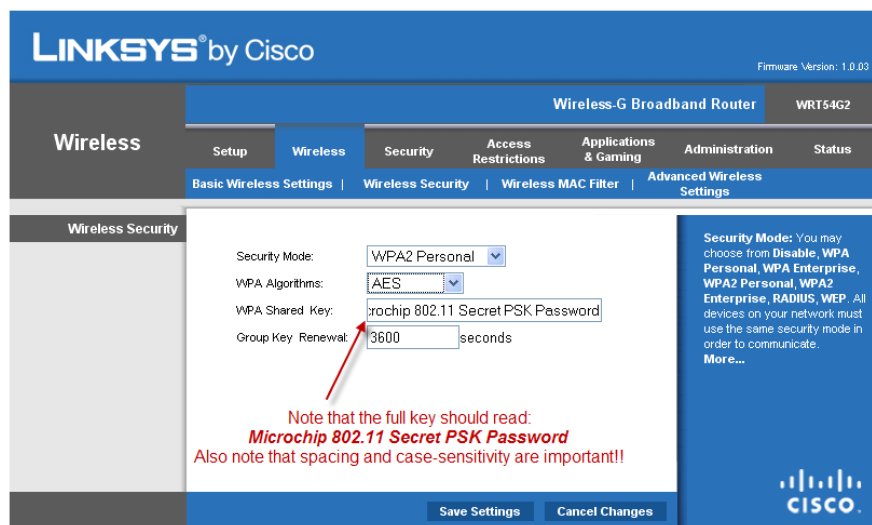 LINKSYS® by Cisco
Firmware Version: 1.0.03
Wireless-G Broadband Router WRT54G2
Wireless
Setup Wireless Security Access Restrictions Applications & Gaming Administration Status
Basic Wireless Settings | Wireless Security | Wireless MAC Filter | Advanced Wireless Settings
Wireless Security
Security Mode: WPA2 Personal
WPA Algorithms: AES
WPA Shared Key: crochip 802.11 Secret PSK Password
Group Key Renewal: 3600 seconds
Note that the full key should read:
Microchip 802.11 Secret PSK Password
Also note that spacing and case-sensitivity are important!!
Security Mode: You may
choose from Disable, WPA
Personal, WPA Enterprise,
WPA2 Personal, WPA2
Enterprise, RADIUS, WEP. All
devices on your network must
use the same security mode in
order to communicate.
More...
Save Settings Cancel Changes
CISCO.